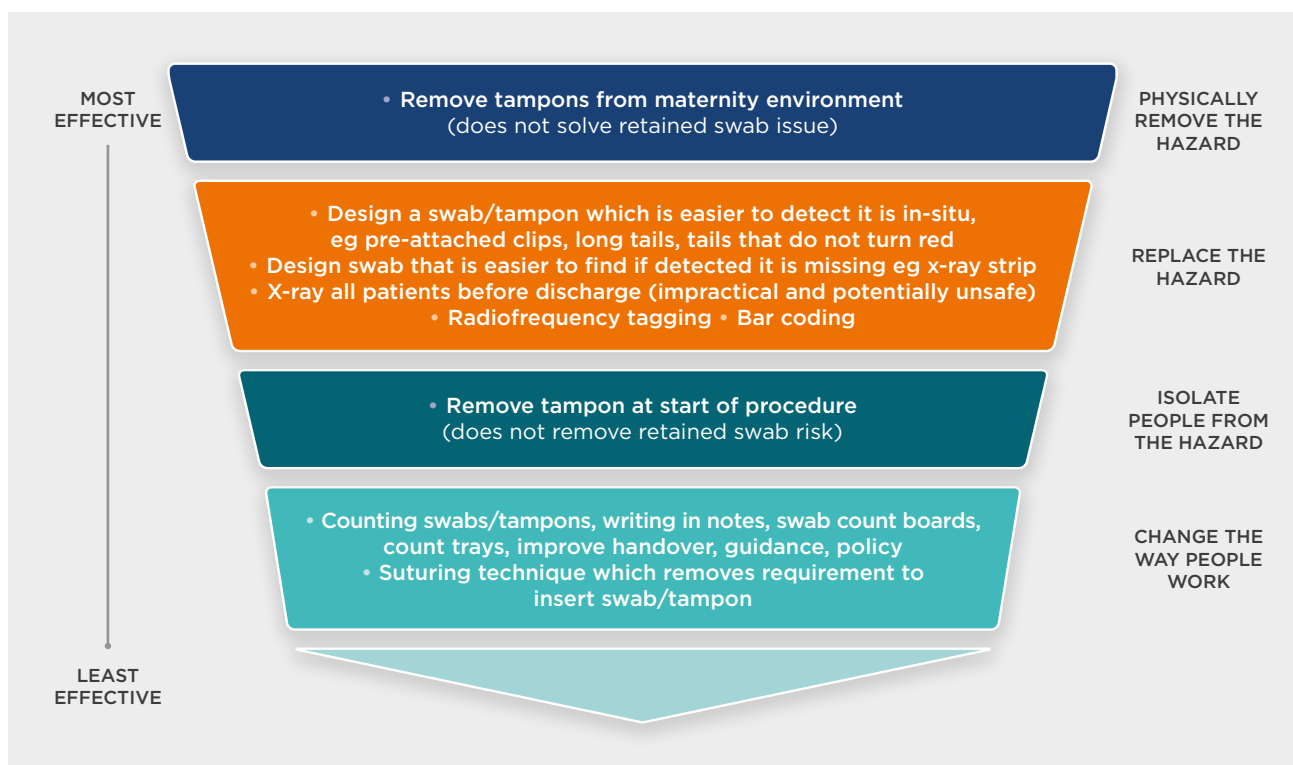 MOST
EFFECTIVE
• Remove tampons from maternity environment
(does not solve retained swab issue)
PHYSICALLY
REMOVE THE
HAZARD
• Design a swab/tampon which is easier to detect it is in-situ,
eg pre-attached clips, long tails, tails that do not turn red
• Design swab that is easier to find if detected it is missing eg x-ray strip
• X-ray all patients before discharge (impractical and potentially unsafe)
• Radiofrequency tagging • Bar coding
REPLACE THE
HAZARD
• Remove tampon at start of procedure
(does not remove retained swab risk)
ISOLATE
PEOPLE FROM
THE HAZARD
• Counting swabs/tampons, writing in notes, swab count boards,
count trays, improve handover, guidance, policy
• Suturing technique which removes requirement to
insert swab/tampon
CHANGE THE
WAY PEOPLE
WORK
LEAST
EFFECTIVE